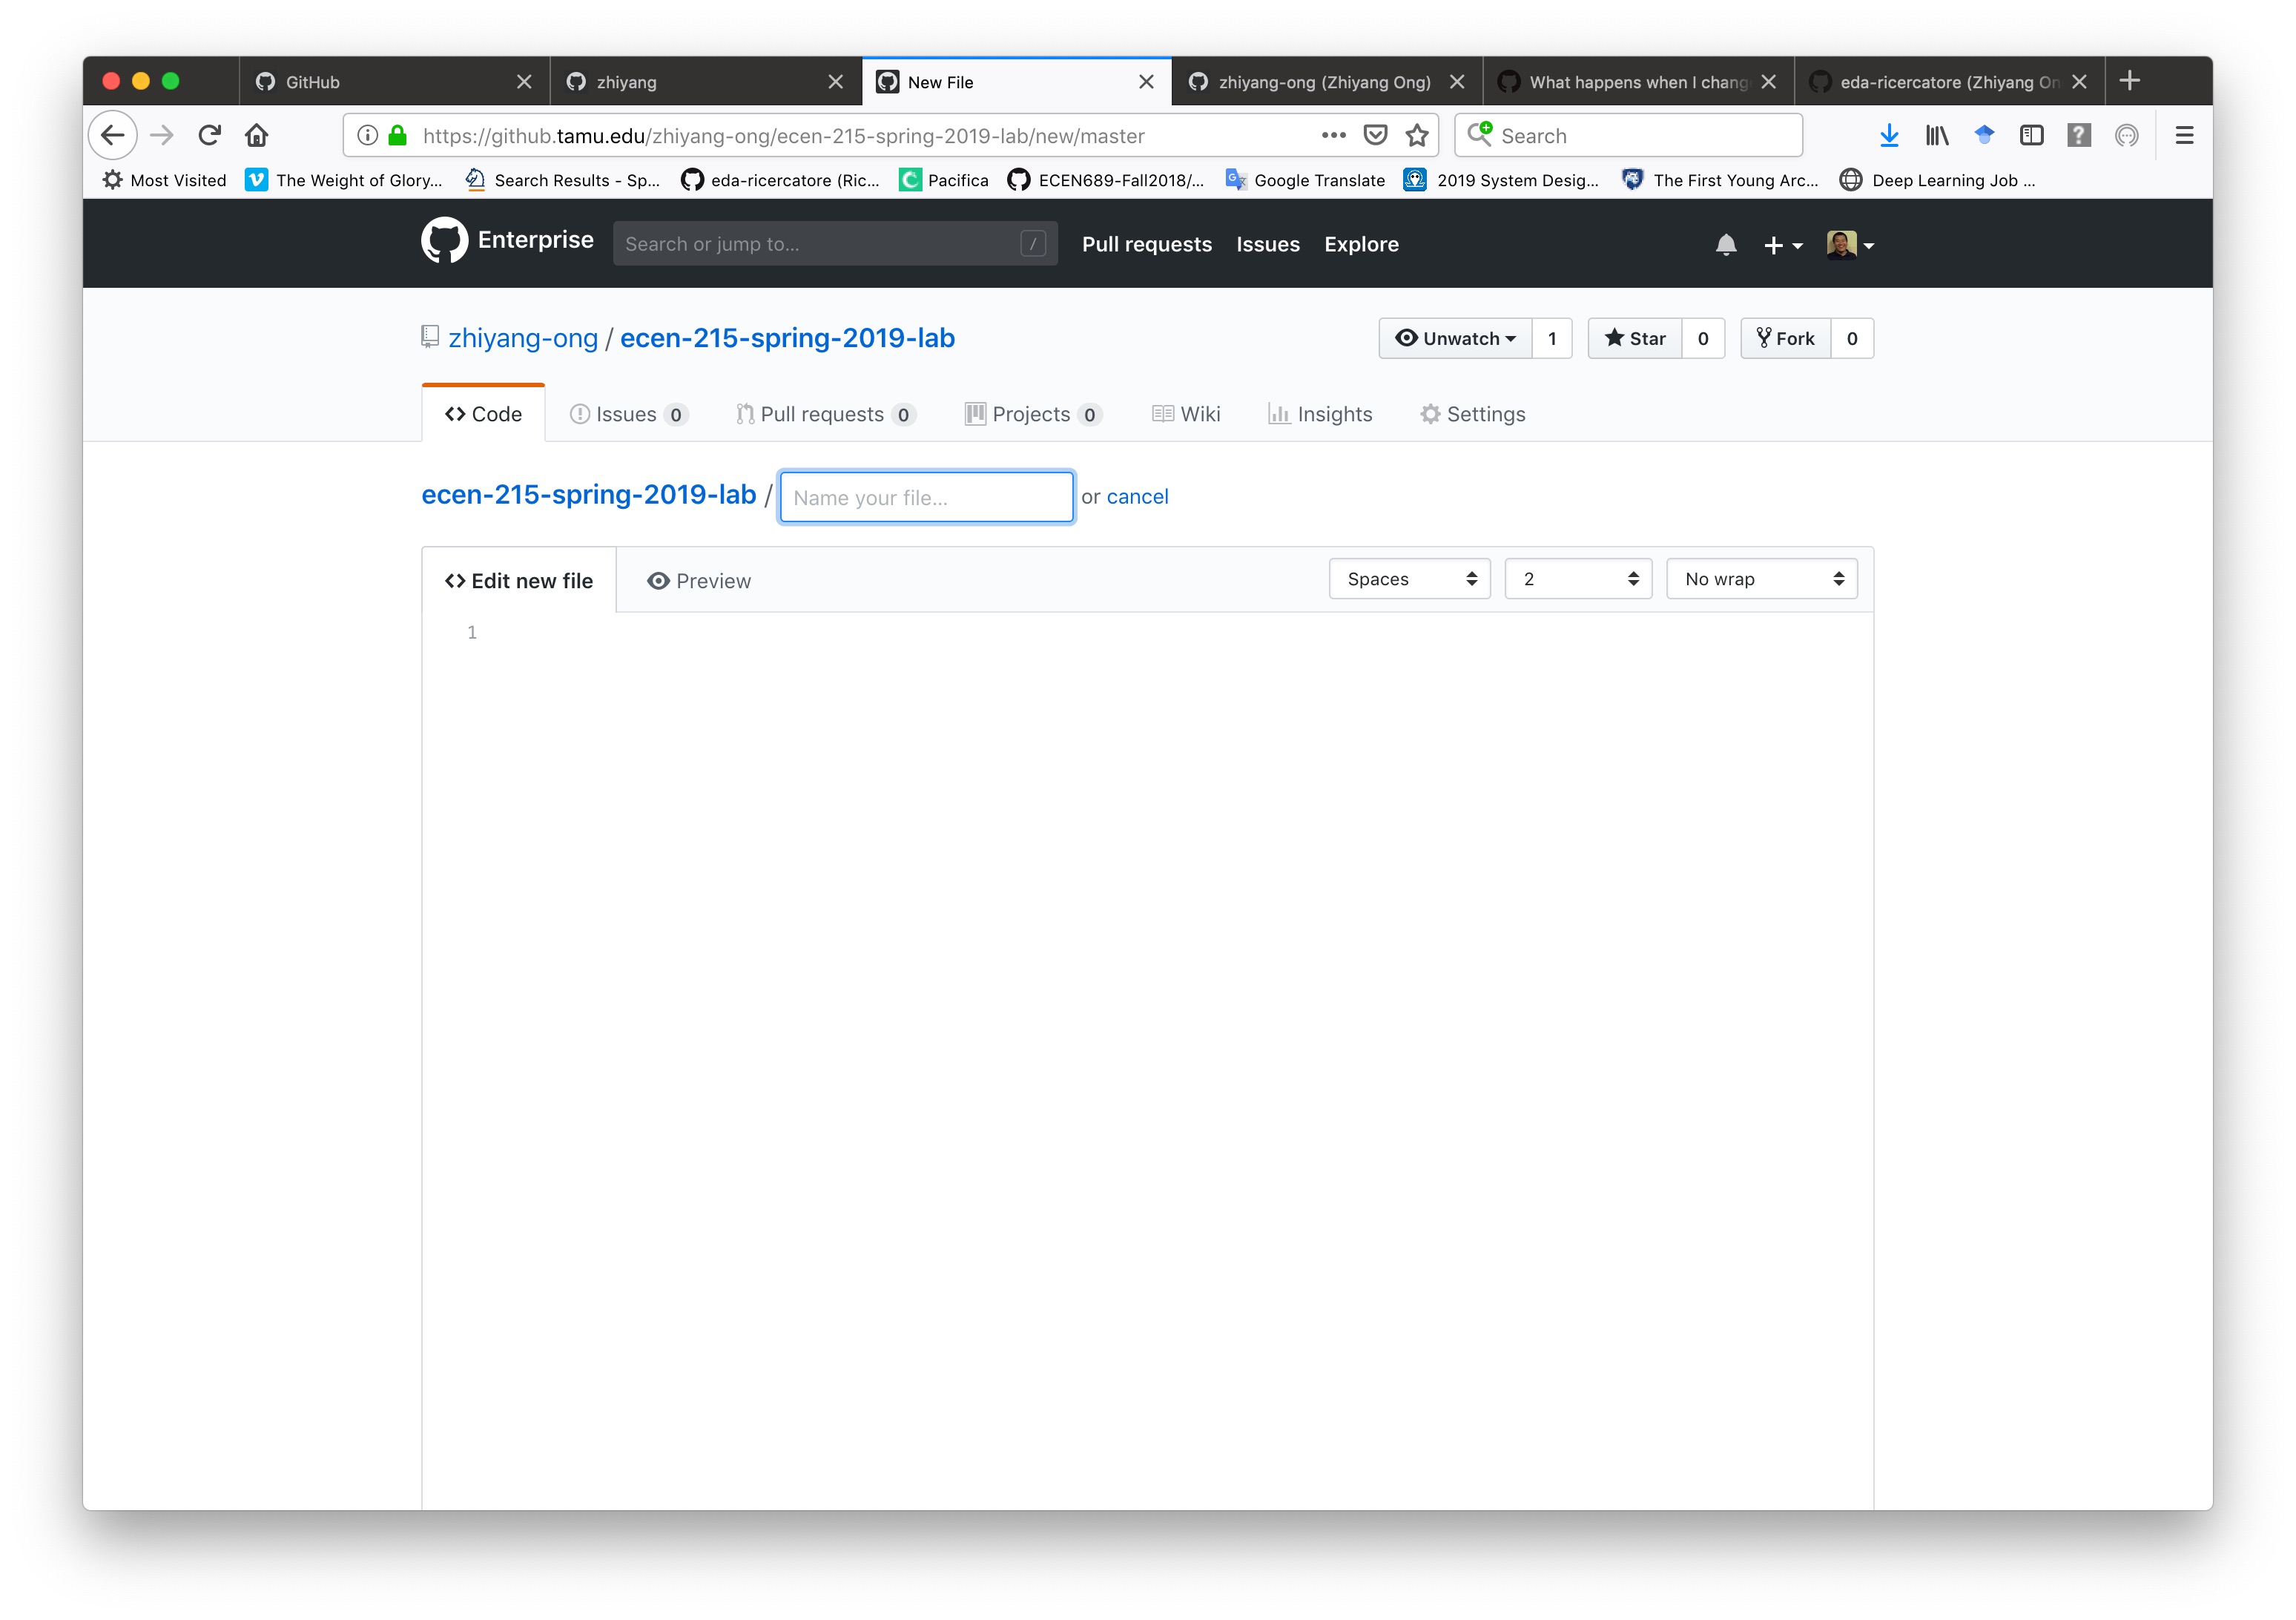 GitHub
zhiyang
New File
zhiyang-ong (Zhiyang Ong)
What happens when I chang
eda-ricercatore (Zhiyang On
https://github.tamu.edu/zhiyang-ong/ecen-215-spring-2019-lab/new/master
Search
Most Visited
The Weight of Glory...
Search Results - Sp...
eda-ricercatore (Ric...
Pacifica
ECEN689-Fall2018/...
Google Translate
2019 System Desig...
The First Young Arc...
Deep Learning Job ...
Enterprise
Search or jump to...
/
Pull requests
Issues
Explore
zhiyang-ong / ecen-215-spring-2019-lab
Unwatch 1
Star 0
Fork 0
Code
Issues 0
Pull requests 0
Projects 0
Wiki
Insights
Settings
ecen-215-spring-2019-lab / Name your file... or cancel
Edit new file
Preview
Spaces
2
No wrap
1